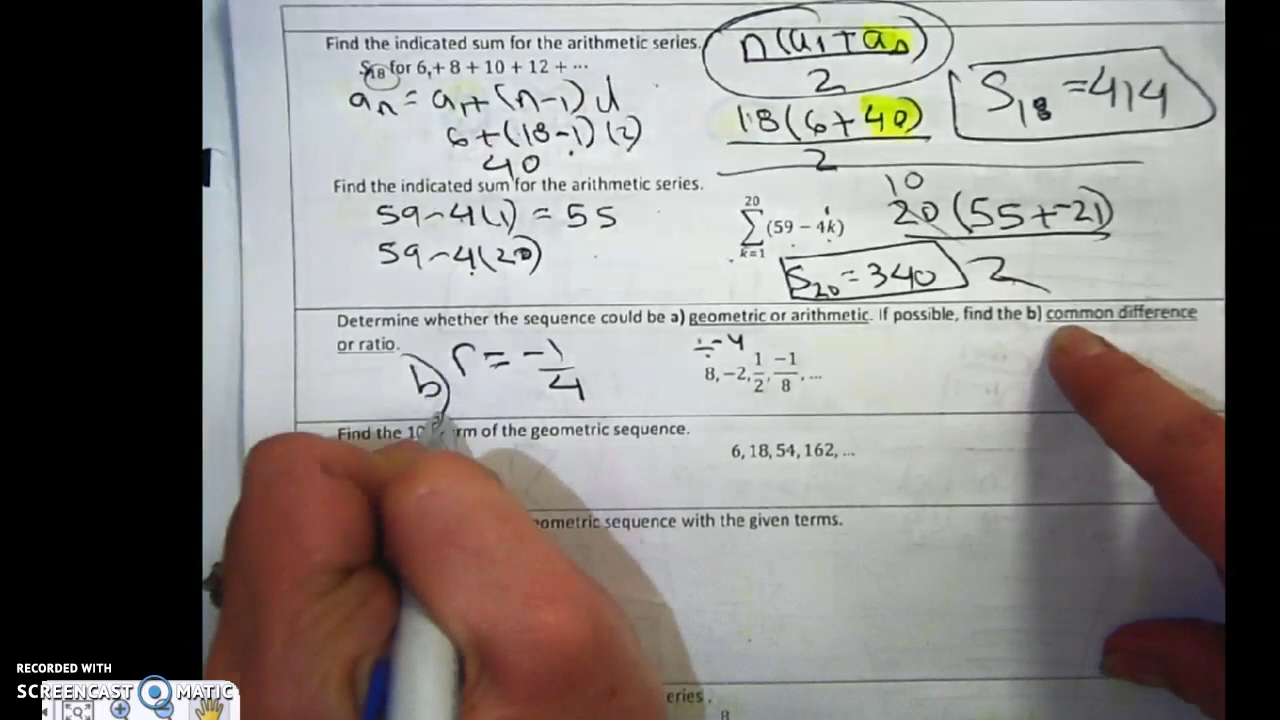 Find the indicated sum for the arithmetic series.
S18 for 6,+ 8 + 10 + 12 + ⋯
an = a1 + (n-1) d
6 + (18-1) (2)
40
n(a1 + an)
2
18(6+40)
2
S18 = 414
Find the indicated sum for the arithmetic series.
59-4(1) = 55
59-4(20)
20
∑ (59 − 4k)
k=1
10
20 (55+-21)
2
S20 = 340
Determine whether the sequence could be a) geometric or arithmetic. If possible, find the b) common difference
or ratio.
b) r = -1/4
÷-4
8, −2, 1/2, −1/8, ...
Find the 10 rm of the geometric sequence.
6, 18, 54, 162, ...
ometric sequence with the given terms.
eries.
8
RECORDED WITH
SCREENCAST MATIC